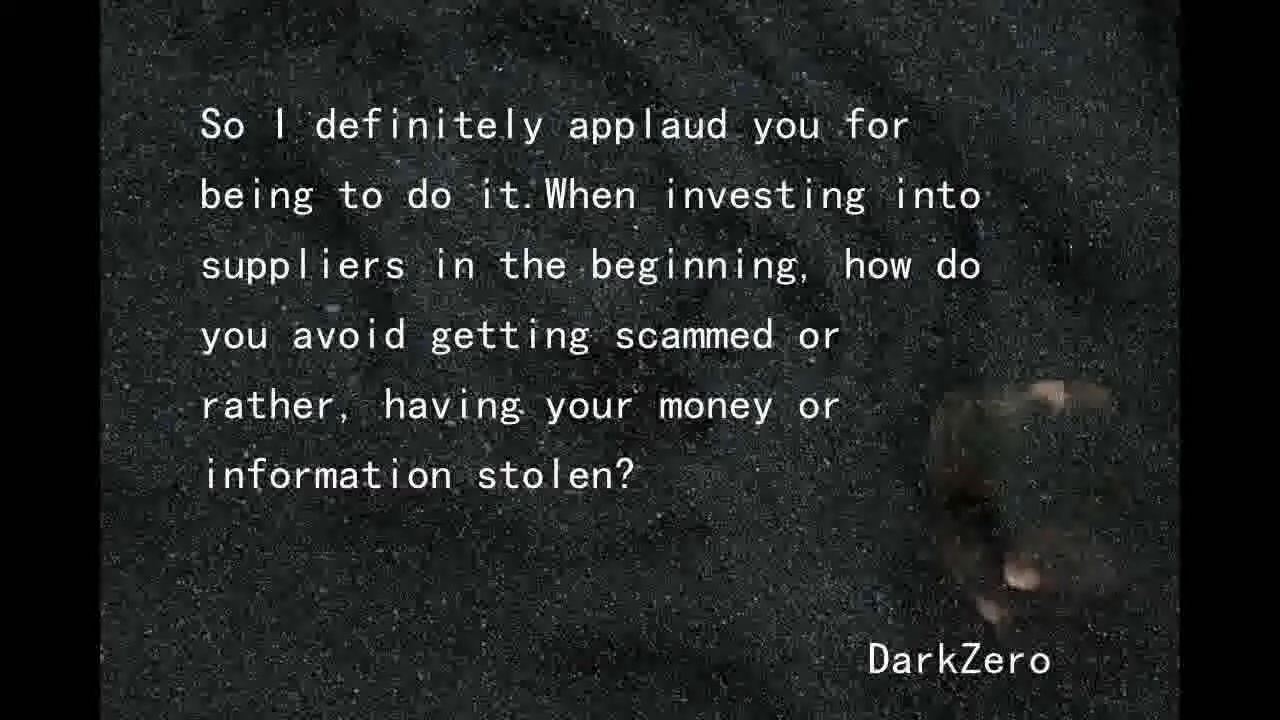 So I definitely applaud you for
being to do it.When investing into
suppliers in the beginning, how do
you avoid getting scammed or
rather, having your money or
information stolen?
DarkZero